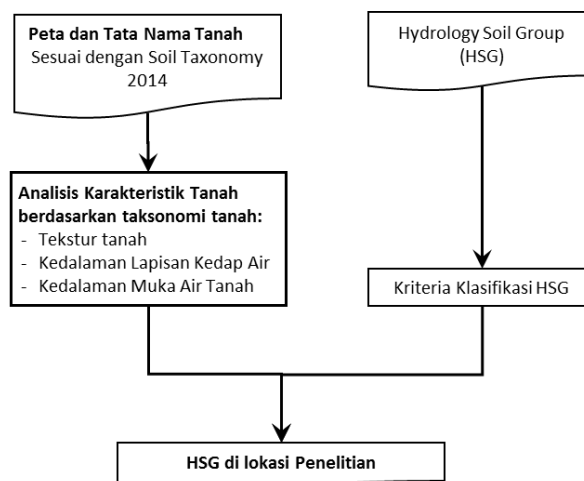 Peta dan Tata Nama Tanah
Sesuai dengan Soil Taxonomy
2014
Hydrology Soil Group
(HSG)
Analisis Karakteristik Tanah
berdasarkan taksonomi tanah:
- Tekstur tanah
- Kedalaman Lapisan Kedap Air
- Kedalaman Muka Air Tanah
Kriteria Klasifikasi HSG
HSG di lokasi Penelitian